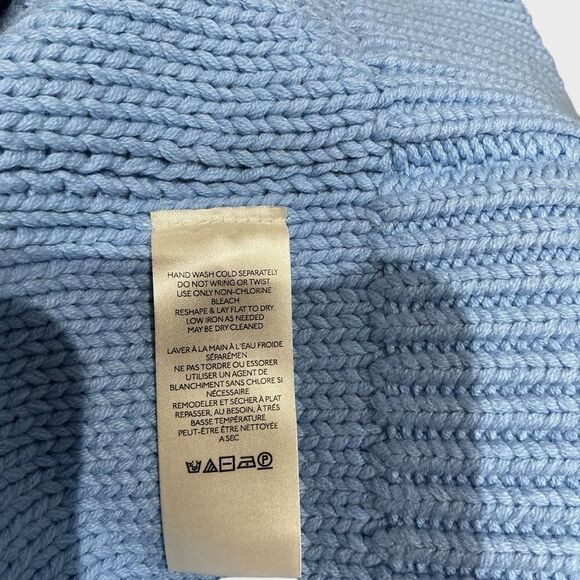 HAND WASH COLD SEPARATELY
DO NOT WRING OR TWIST
USE ONLY NON-CHLORINE
BLEACH
RESHAPE & LAY FLAT TO DRY
LOW IRON AS NEEDED
MAY BE DRY CLEANED
LAVER À LA MAIN À L'EAU FROIDE
SÉPARÉMEN
NE PAS TORDRE OU ESSORER
UTILISER UN AGENT DE
BLANCHIMENT SANS CHLORE SI
NÉCESSAIRE
REMODELER ET SÈCHER À PLAT
REPASSER, AU BESOIN, À TRÉS
BASSE TEMPÉRATURE
PEUT-ÊTRE ÊTRE NETTOYÉE
A SEC
P